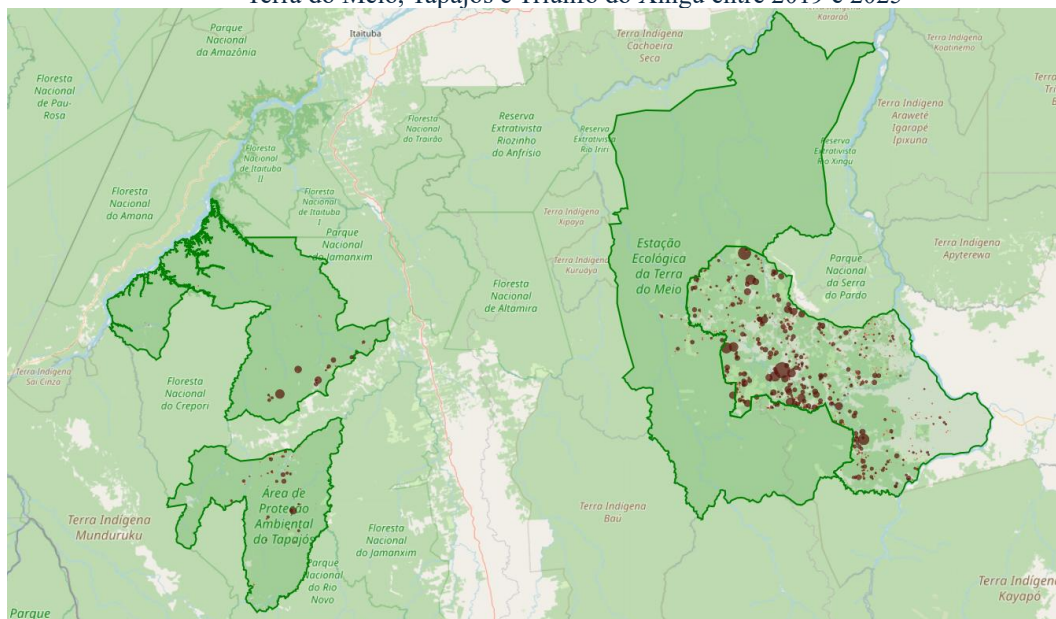 Terra do Meio, Tapajós e Triunfo do Xingu entre 2019 e 2023
Parque
Nacional
da Amazônia
Itaituba
Floresta
Nacional
de Pau-
Rosa
Floresta
Nacional
de Itaituba
II
Floresta
Nacional
do Trairão
Floresta
Nacional
do Amana
Floresta
Nacional
de Itaituba
I
Parque
Nacional
do Jamanxim
Reserva
Extrativista
Riozinho
do Anfrísio
Reserva
Extrativista
Rio Iriri
Terra Indígena
Cachoeira
Seca
Terra Indígena
Kararaô
Terra Indígena
Koatinemo
Terra Indígena
Araweté
Igarapé
Ipixuna
Reserva
Extrativista
Rio Xingu
Terra Indígena
Xipaya
Terra Indígena
Kuruáya
Estação
Ecológica
da Terra
do Meio
Parque
Nacional
da Serra
do Pardo
Terra Indígena
Apyterewa
Floresta
Nacional
de Altamira
Terra Indígena
Sai Cinza
Floresta
Nacional
do Crepori
Área de
Proteção
Ambiental
do Tapajós
Terra Indígena
Munduruku
Floresta
Nacional
do Jamanxim
Parque
Nacional
do Rio
Novo
Terra Indígena
Baú
Terra Indígena
Kayapó
Parque